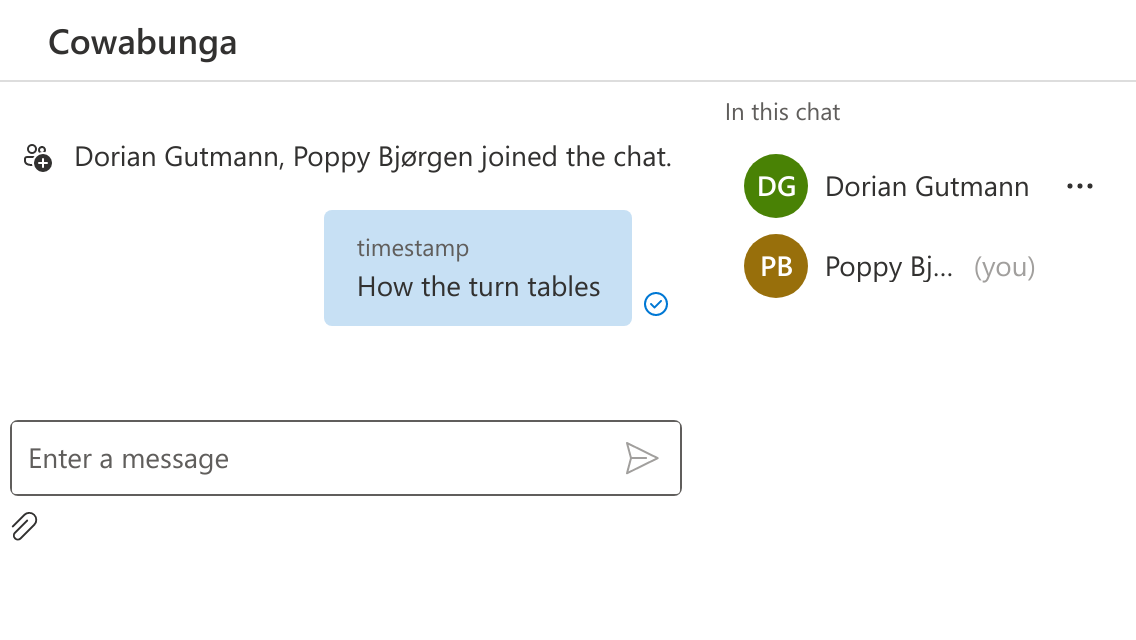 Cowabunga
In this chat
Dorian Gutmann, Poppy Bjørgen joined the chat.
DG Dorian Gutmann
timestamp
How the turn tables
PB Poppy Bj... (you)
Enter a message